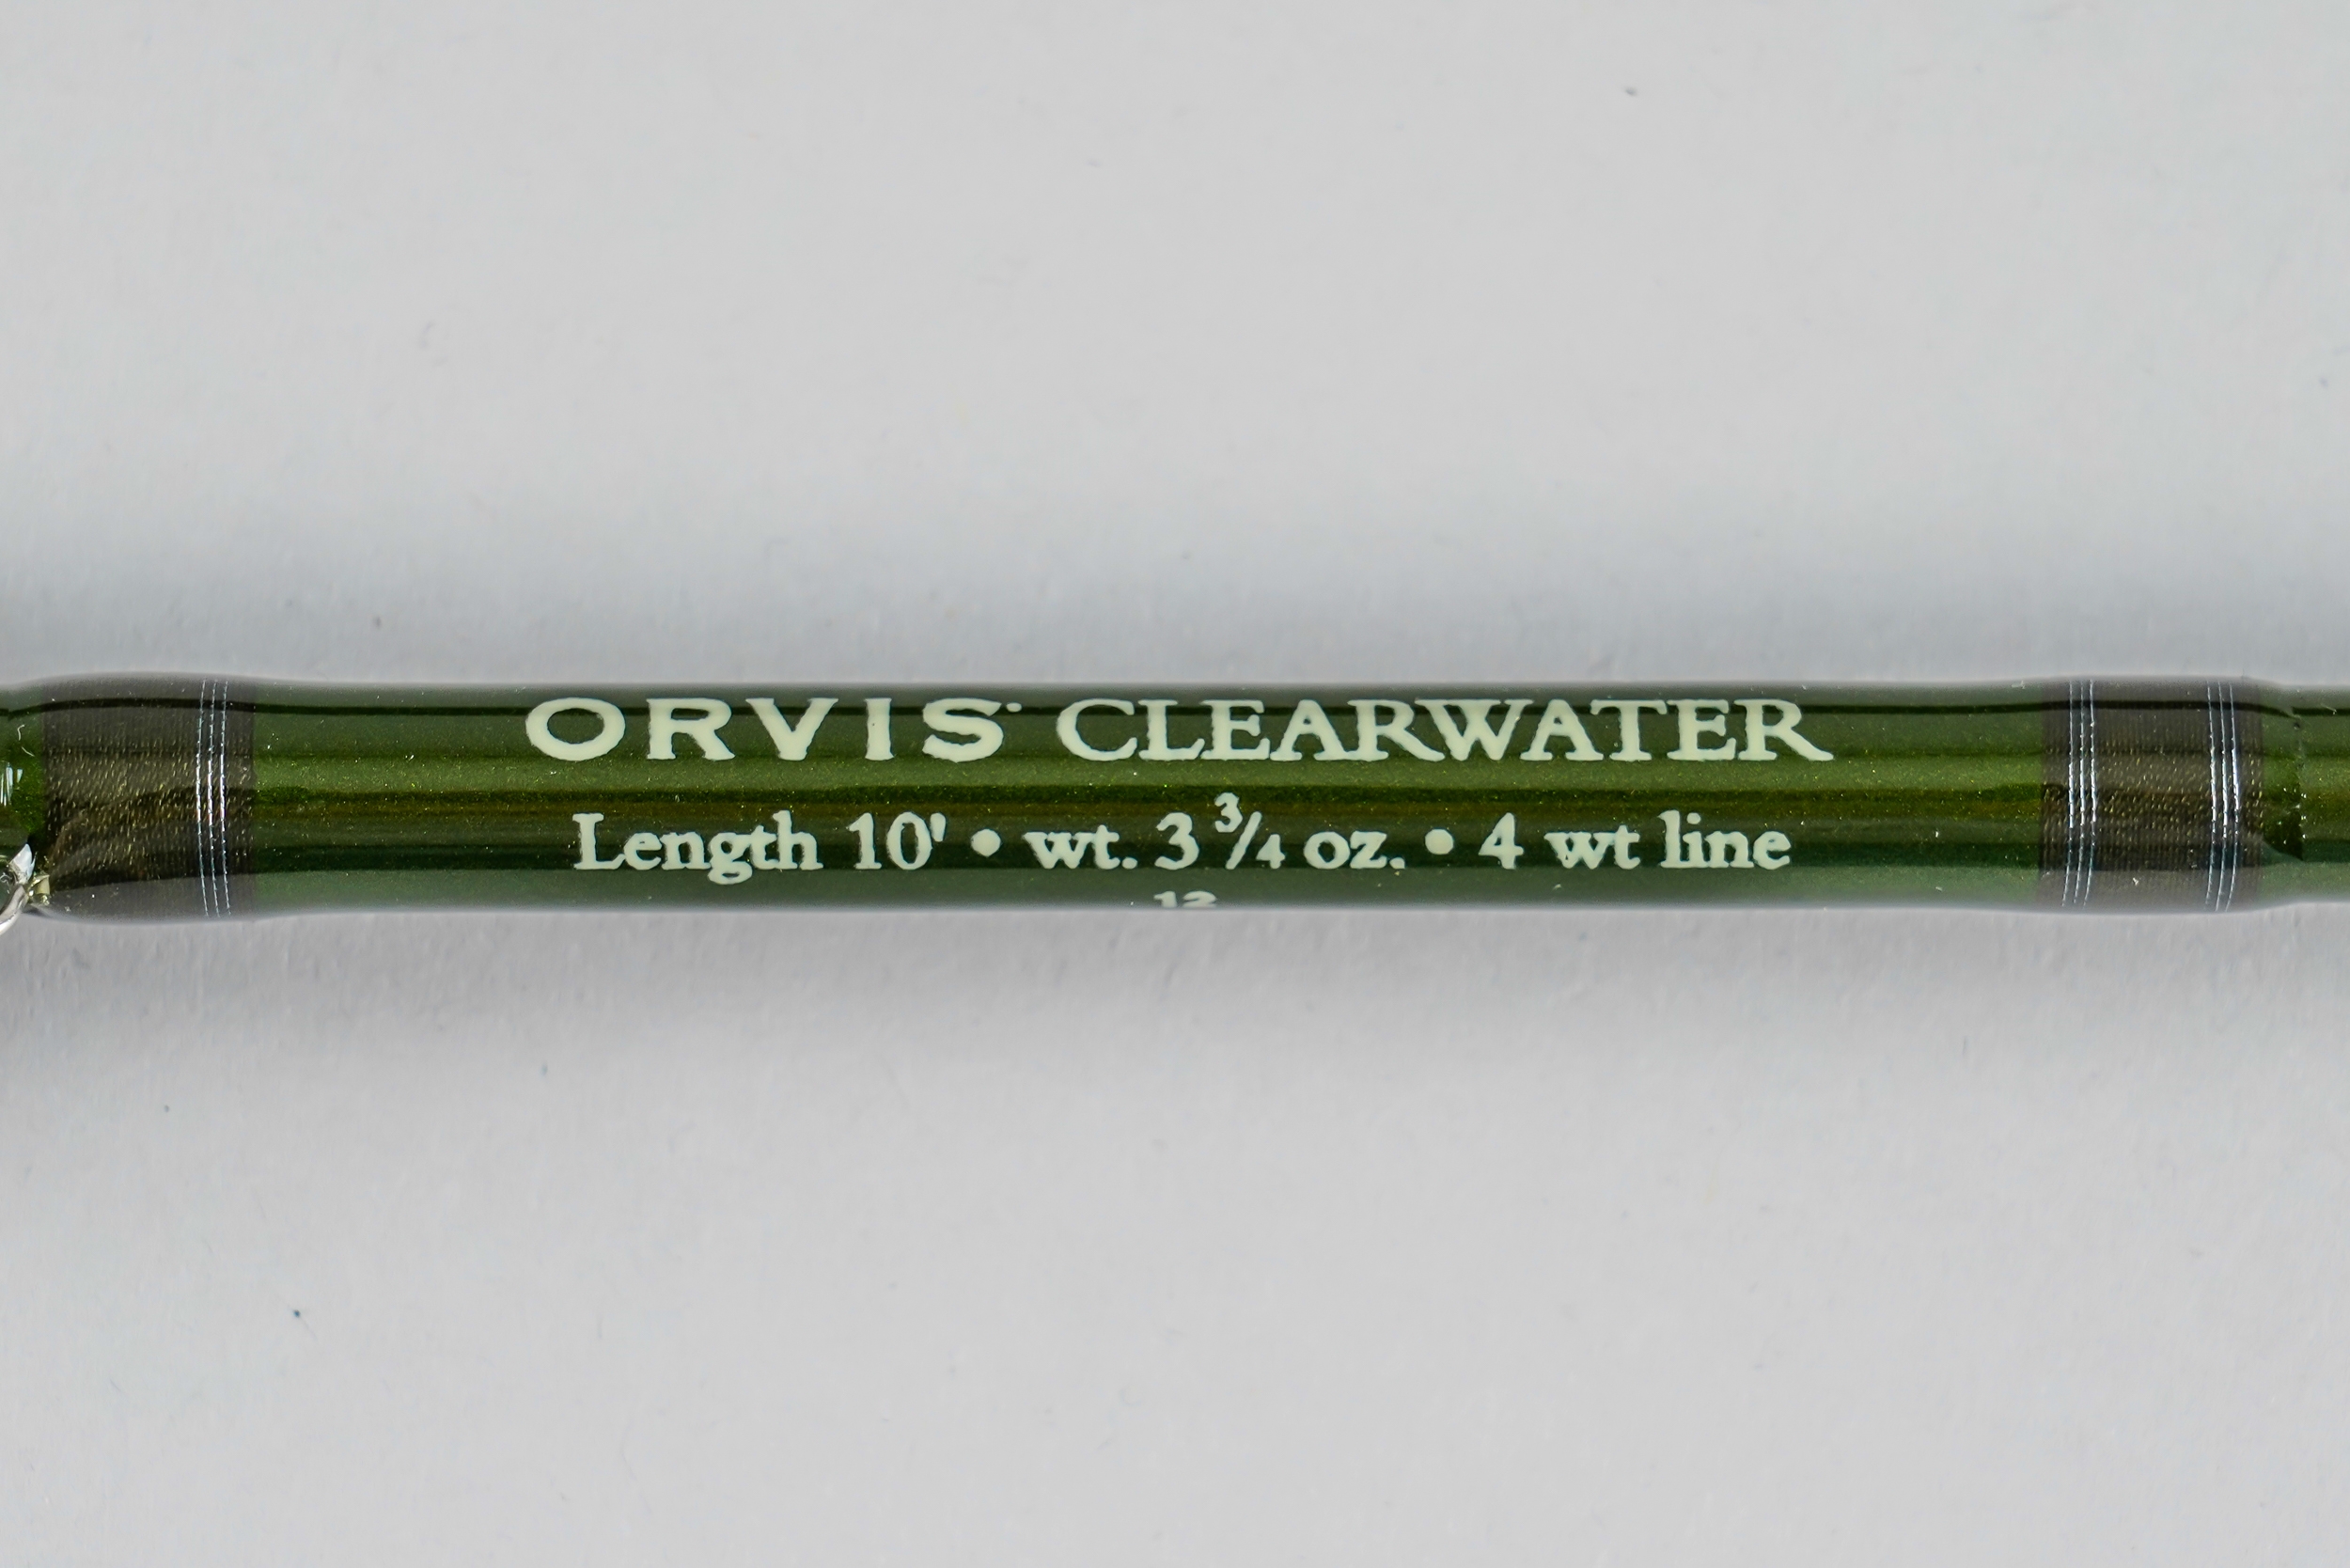 ORVIS CLEARWATER
Length 10' • wt. 3 3/4 oz. • 4 wt line